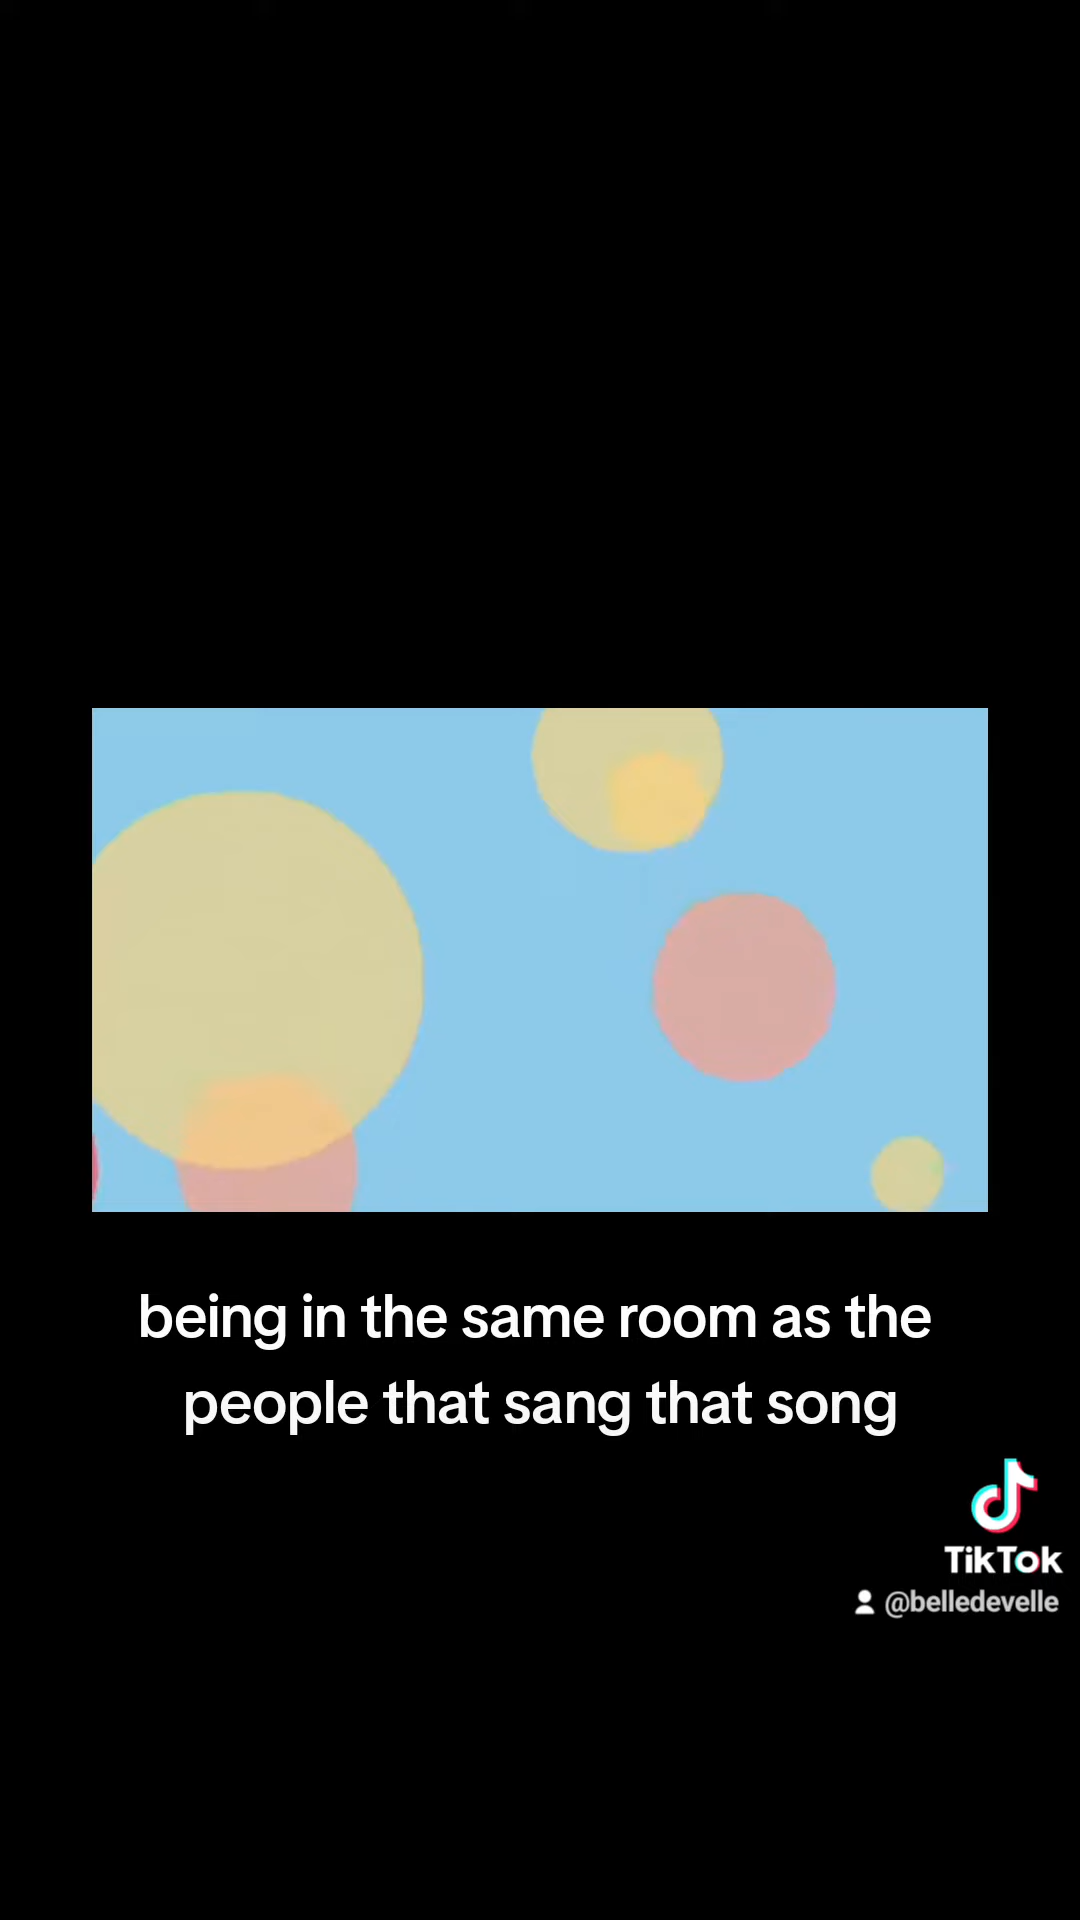 being in the same room as the
people that sang that song
TikTok
@belledevelle